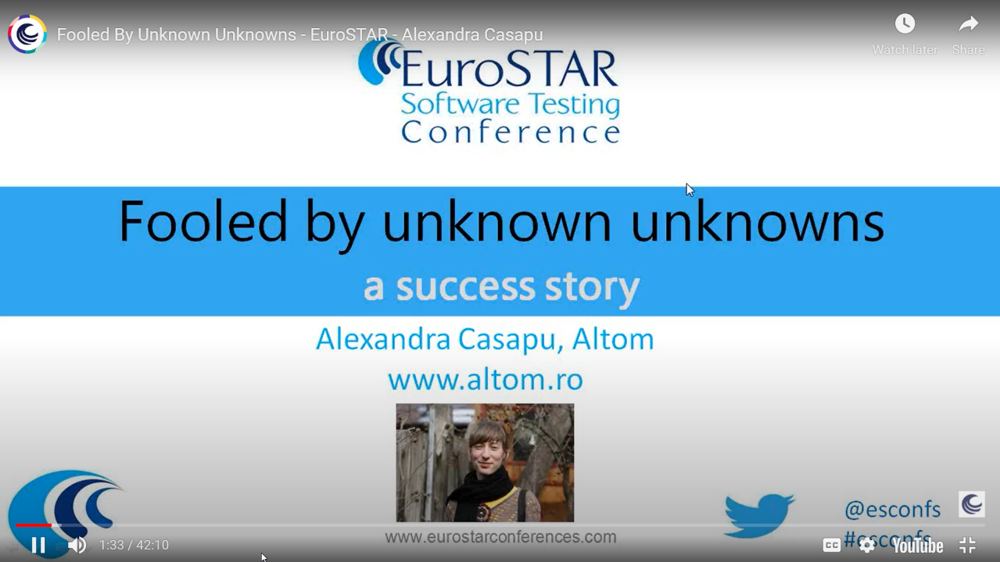 Fooled By Unknown Unknowns - EuroSTAR - Alexandra Casapu
Watch later
Share
EuroSTAR
Software Testing
Conference
Fooled by unknown unknowns
a success story
Alexandra Casapu, Altom
www.altom.ro
@esconfs
#esconfs
www.eurostarconferences.com
1:33 / 42:10
CC
YouTube